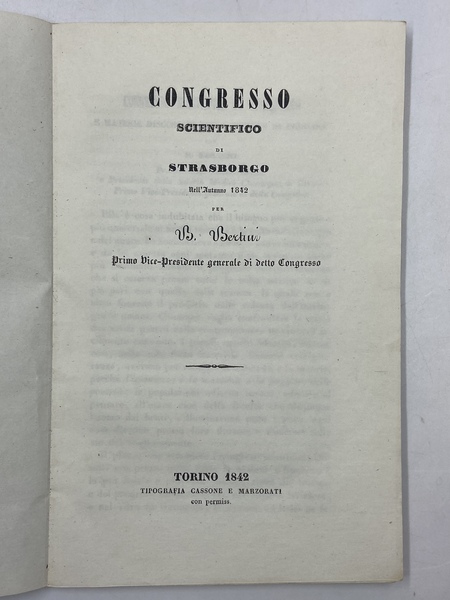 CONGRESSO
SCIENTIFICO
DI
STRASBORGO
Nell'Autunno 1842
PER
B. Bertini
Primo Vice-Presidente generale di detto Congresso
TORINO 1842
TIPOGRAFIA CASSONE E MARZORATI
con permiss.